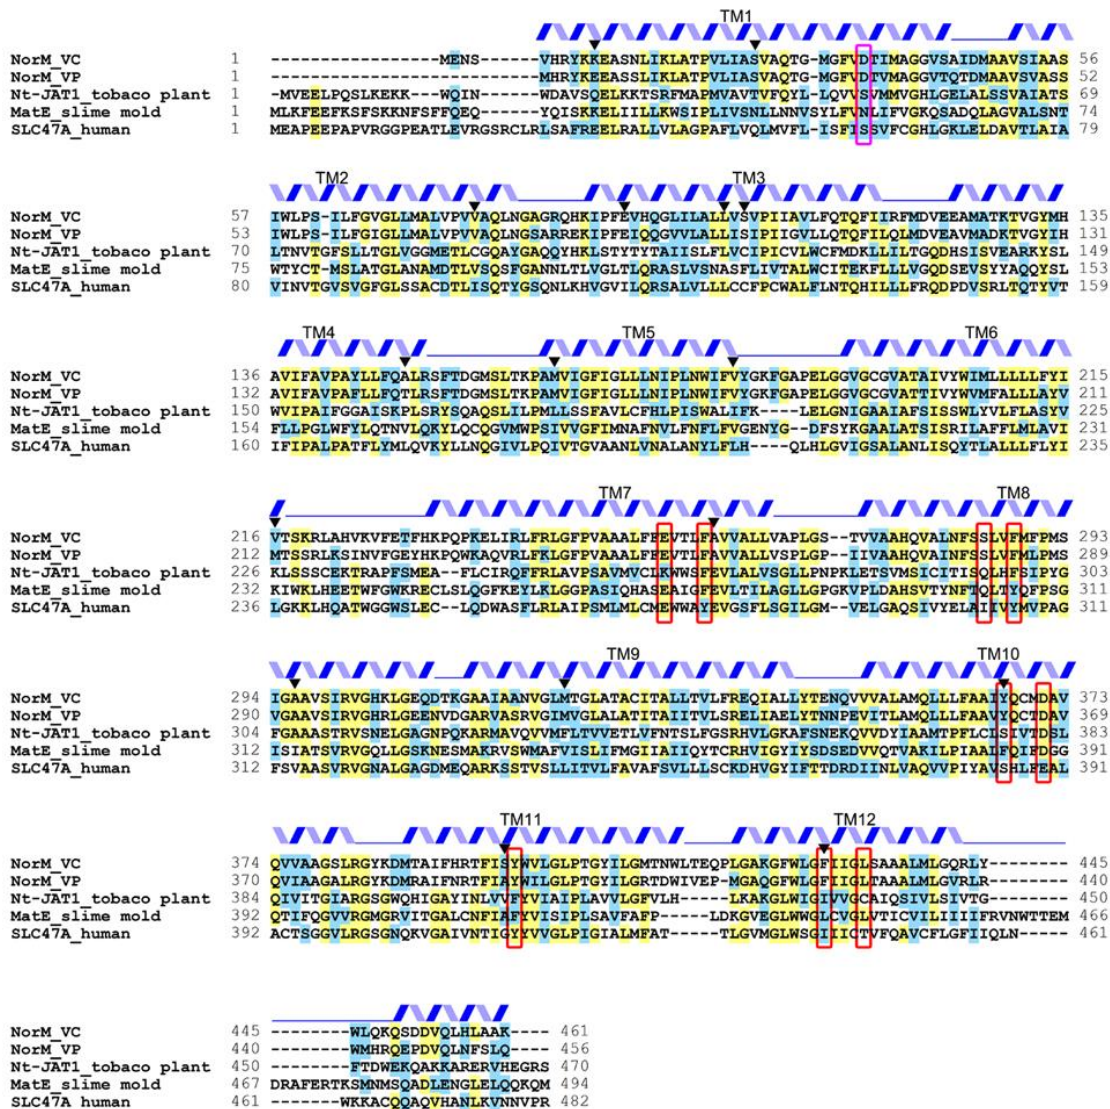 TM1
NorM_VC 1 ----------------MENS------VHRYKKEASNLIKLATPVLIASVAQTG-MGFVDTIMAGGVSAIDMAAVSIAAS 56
NorM_VP 1 ---------------------------MHRYKEEASNLIKLATPVLIASVAQTG-MGFVDTVMAGGVTQTDMAAVSVASS 52
Nt-JAT1_tobaco plant 1 -MVEELPQSLKEKK---WQIN------WDAVSQELKKTSRFMAPMVAVTVFQYL-LQVVSVMMVGHLGELALSSVAIATS 69
MatE_slime mold 1 MLKFEEFKSFSKKNFSFFQEQ------YQISKKELIILLKWSIPLIVSNLLNNVSYLFVNLIFVGKQSADQLAGVALSNT 74
SLC47A_human 1 -MEAPEEPAPVRGGPEATLEVRGSRCLRLSAFREELRALLVLAGPAFLVQLMVFL-ISFISSVFCGHLGKLELDAVTLAIA 79
TM2 TM3
NorM_VC 57 IWLPS-ILFGVGLLMALVPVVAQLNGAGRQHKIPFEVHQGLILALLVSVPIIAVLFQTQFIIRFMDVEEAMATKTVGYMH 135
NorM_VP 53 IWLPS-ILFGIGLLMALVPVVAQLNGSARREKIPFEIQQGVVLALLISIPIIGVLLQTQFILQLMDVEAVMADKTVGYIH 131
Nt-JAT1_tobaco plant 70 LTNVTGFSLLTGLVGGMETLCGQAYGAQQYHKLSTYTYTAIISLFLVCIPICVLWCFMDKLLILTGQDHSISVEARKYSL 149
MatE_slime mold 75 WTYCT-MSLATGLANAMDTLVSQSFGANNLTLVGLTLQRASLVSNASFLIVTALWCITEKFLLLVGQDSEVSYYAQQYSL 153
SLC47A_human 80 VINVTGVSVGFGLSSACDTLISQTYGSQNLKHVGVILQRSALVLLLCCFPCWALFLNTQHILLLFRQDPDVSRLTQTYVT 159
TM4 TM5 TM6
NorM_VC 136 AVIFAVPAYLLFQALRSFTDGMSLTKPAMVIGFIGLLLNIPLNWIFVYGKFGAPELGGVGCGVATAIVYWIMLLLLLFYI 215
NorM_VP 132 AVIFAVPAFLLFQTLRSFTDGMSLTKPAMVIGFIGLLLNIPLNWIFVYGKFGAPELGGVGCGVATTIVYWVMFALLLAYV 211
Nt-JAT1_tobaco plant 150 WVIPAIFGGAISKPLSRYSQAQSLILPMLLSSFAVLCFHLPISWALIFK----LELGNIGAAIAFSISSWLYVLFLASYV 225
MatE_slime mold 154 FLLPGLWFYLQTNVLQKYLQCQGVMWPSIVVGFIMNAFNVLFNFLFVGENYG--DFSYKGAALATSISRILAFFLMLAVI 231
SLC47A_human 160 IFIPALPATFLYMLQVKYLLNQGIVLPQIVTGVAANLVNALANYLFLH----QLHLGVIGSALANLISQYTLALLLFLYI 235
TM7 TM8
NorM_VC 216 VTSKRLAHVKVFETFHKPQPKELIRLFRLGFPVAAALFFEVTLFAVVALLVAPLGS--TVVAAHQVALNFSSLVFMFPMS 293
NorM_VP 212 MTSSRLKSINVFGEYHKPQWKAQVRLFKLGFPVAAALFFEVTLFAVVALLVSPLGP--IIVAAHQVAINFSSLVFMLPMS 289
Nt-JAT1_tobaco plant 226 KLSSSCEKTRAPFSMEA--FLCIRQFFRLAVPSAVMVCLKWWSFEVLALVSGLLPNPKLETSVMSICITISQLHFSIPYG 303
MatE_slime mold 232 KIWKLHEETWFGWKRECLSLQGFKEYLKLGGPASIQHASEAIGFEVLTILAGLLGPGKVPLDAHSVTYNFTQLTYQFPSG 311
SLC47A_human 236 LGKKLHQATWGGWSLEC--LQDWASFLRLAIPSMLMLCMEWWAYEVGSFLSGILGM--VELGAQSIVYELAIIVYMVPAG 311
TM9 TM10
NorM_VC 294 IGAAVSIRVGHKLGEQDTKGAAIAANVGLMTGLATACITALLTVLFREQIALLYTENQVVVALAMQLLLFAAIYQCMDAV 373
NorM_VP 290 VGAAVSIRVGHRLGEENVDGARVASRVGIMVGLALATITAIITVLSRELIAELYTNNPEVITLAMQLLLFAAVYQCTDAV 369
Nt-JAT1_tobaco plant 304 FGAAASTRVSNELGAGNPQKARMAVQVVMFLTVVETLVFNTSLFGSRHVLGKAFSNEKQVVDYIAAMTPFLCLSIVTDSL 383
MatE_slime mold 312 ISIATSVRVGQLLGSKNESMAKRVSWMAFVISLIFMGIIAIIQYTCRHVIGYIYSDSEDVVQTVAKILPIAALFQIFDGG 391
SLC47A_human 312 FSVAASVRVGNALGAGDMEQARKSSTVSLLITVLFAVAFSVLLLSCKDHVGYIFTTDRDIINLVAQVVPIYAVSHLFEAL 391
TM11 TM12
NorM_VC 374 QVVAAGSLRGYKDMTAIFHRTFISYWVLGLPTGYILGMTNWLTEQPLGAKGFWLGFIIGLSAAALMLGQRLY-------- 445
NorM_VP 370 QVIAAGALRGYKDMRAIFNRTFIAYWILGLPTGYILGRTDWIVEP-MGAQGFWLGFIIGLTAAALMLGVRLR-------- 440
Nt-JAT1_tobaco plant 384 QIVITGIARGSGWQHIGAYINLVVFYVIAIPLAVVLGFVLH-----LKAKGLWIGIVVGCAIQSIVLSIVTG-------- 450
MatE_slime mold 392 QTIFQGVVRGMGRVITGALCNFIAFYVISIPLSAVFAFP-----LDKGVEGLWWGLCVGLVTICVILIIIFRVNWTTEM 466
SLC47A_human 392 ACTSGGVLRGSGNQKVGAIVNTIGYYVVGLPIGIALMFAT-----TLGVMGLWSGIIICTVFQAVCFLGFIIQLN----- 461
NorM_VC 445 --------WLQKQSDDVQLHLAAK---- 461
NorM_VP 440 --------WMHRQEPDVQLNFSLQ---- 456
Nt-JAT1_tobaco plant 450 --------FTDWEKQAKKARERVHEGRS 470
MatE_slime mold 467 DRAFERTKSMNMSQADLENGLELQQKQM 494
SLC47A_human 461 -------WKKACQQAQVHANLKVNNVPR 482